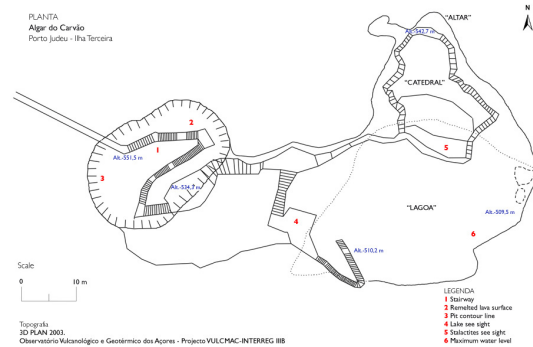 PLANTA
Algar do Carvão
Porto Judeu - Ilha Terceira
N
"ALTAR"
Alt.-542,7 m
"CATEDRAL"
2
1
5
Alt.-551,5 m
3
Alt.-534,7 m
"LAGOA"
Alt.-509,5 m
4
6
Alt.-510,2 m
Scale
0 10 m
LEGENDA
1 Stairway
2 Remelted lava surface
3 Pit contour line
4 Lake see sight
5 Stalactites see sight
6 Maximum water level
Topografia
3D PLAN 2003.
Observatório Vulcanológico e Geotérmico dos Açores - Projecto VULCMAC-INTERREG IIIB